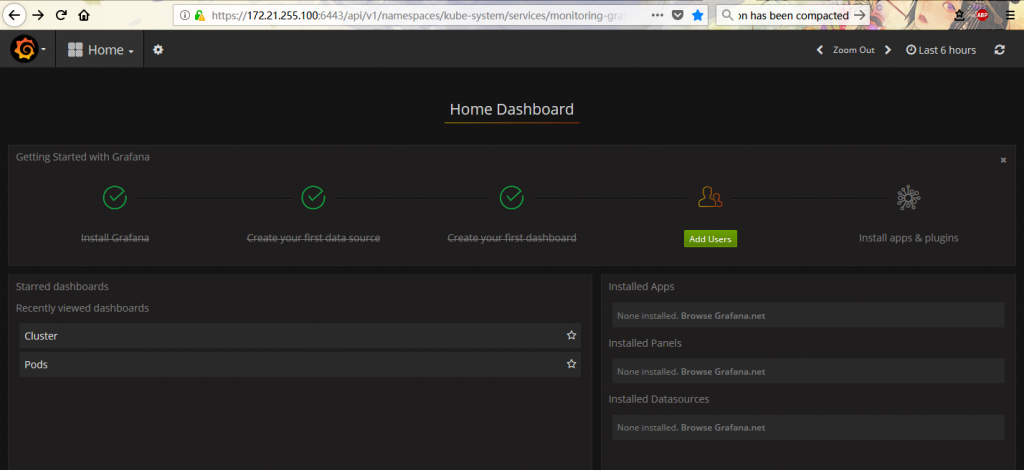 https://172.21.255.100:6443/api/v1/namespaces/kube-system/services/monitoring-gra
on has been compacted
ABP
Home
Zoom Out
Last 6 hours
Home Dashboard
Getting Started with Grafana
Install Grafana
Create your first data source
Create your first dashboard
Add Users
Install apps & plugins
Starred dashboards
Recently viewed dashboards
Cluster
Pods
Installed Apps
None installed. Browse Grafana.net
Installed Panels
None installed. Browse Grafana.net
Installed Datasources
None installed. Browse Grafana.net